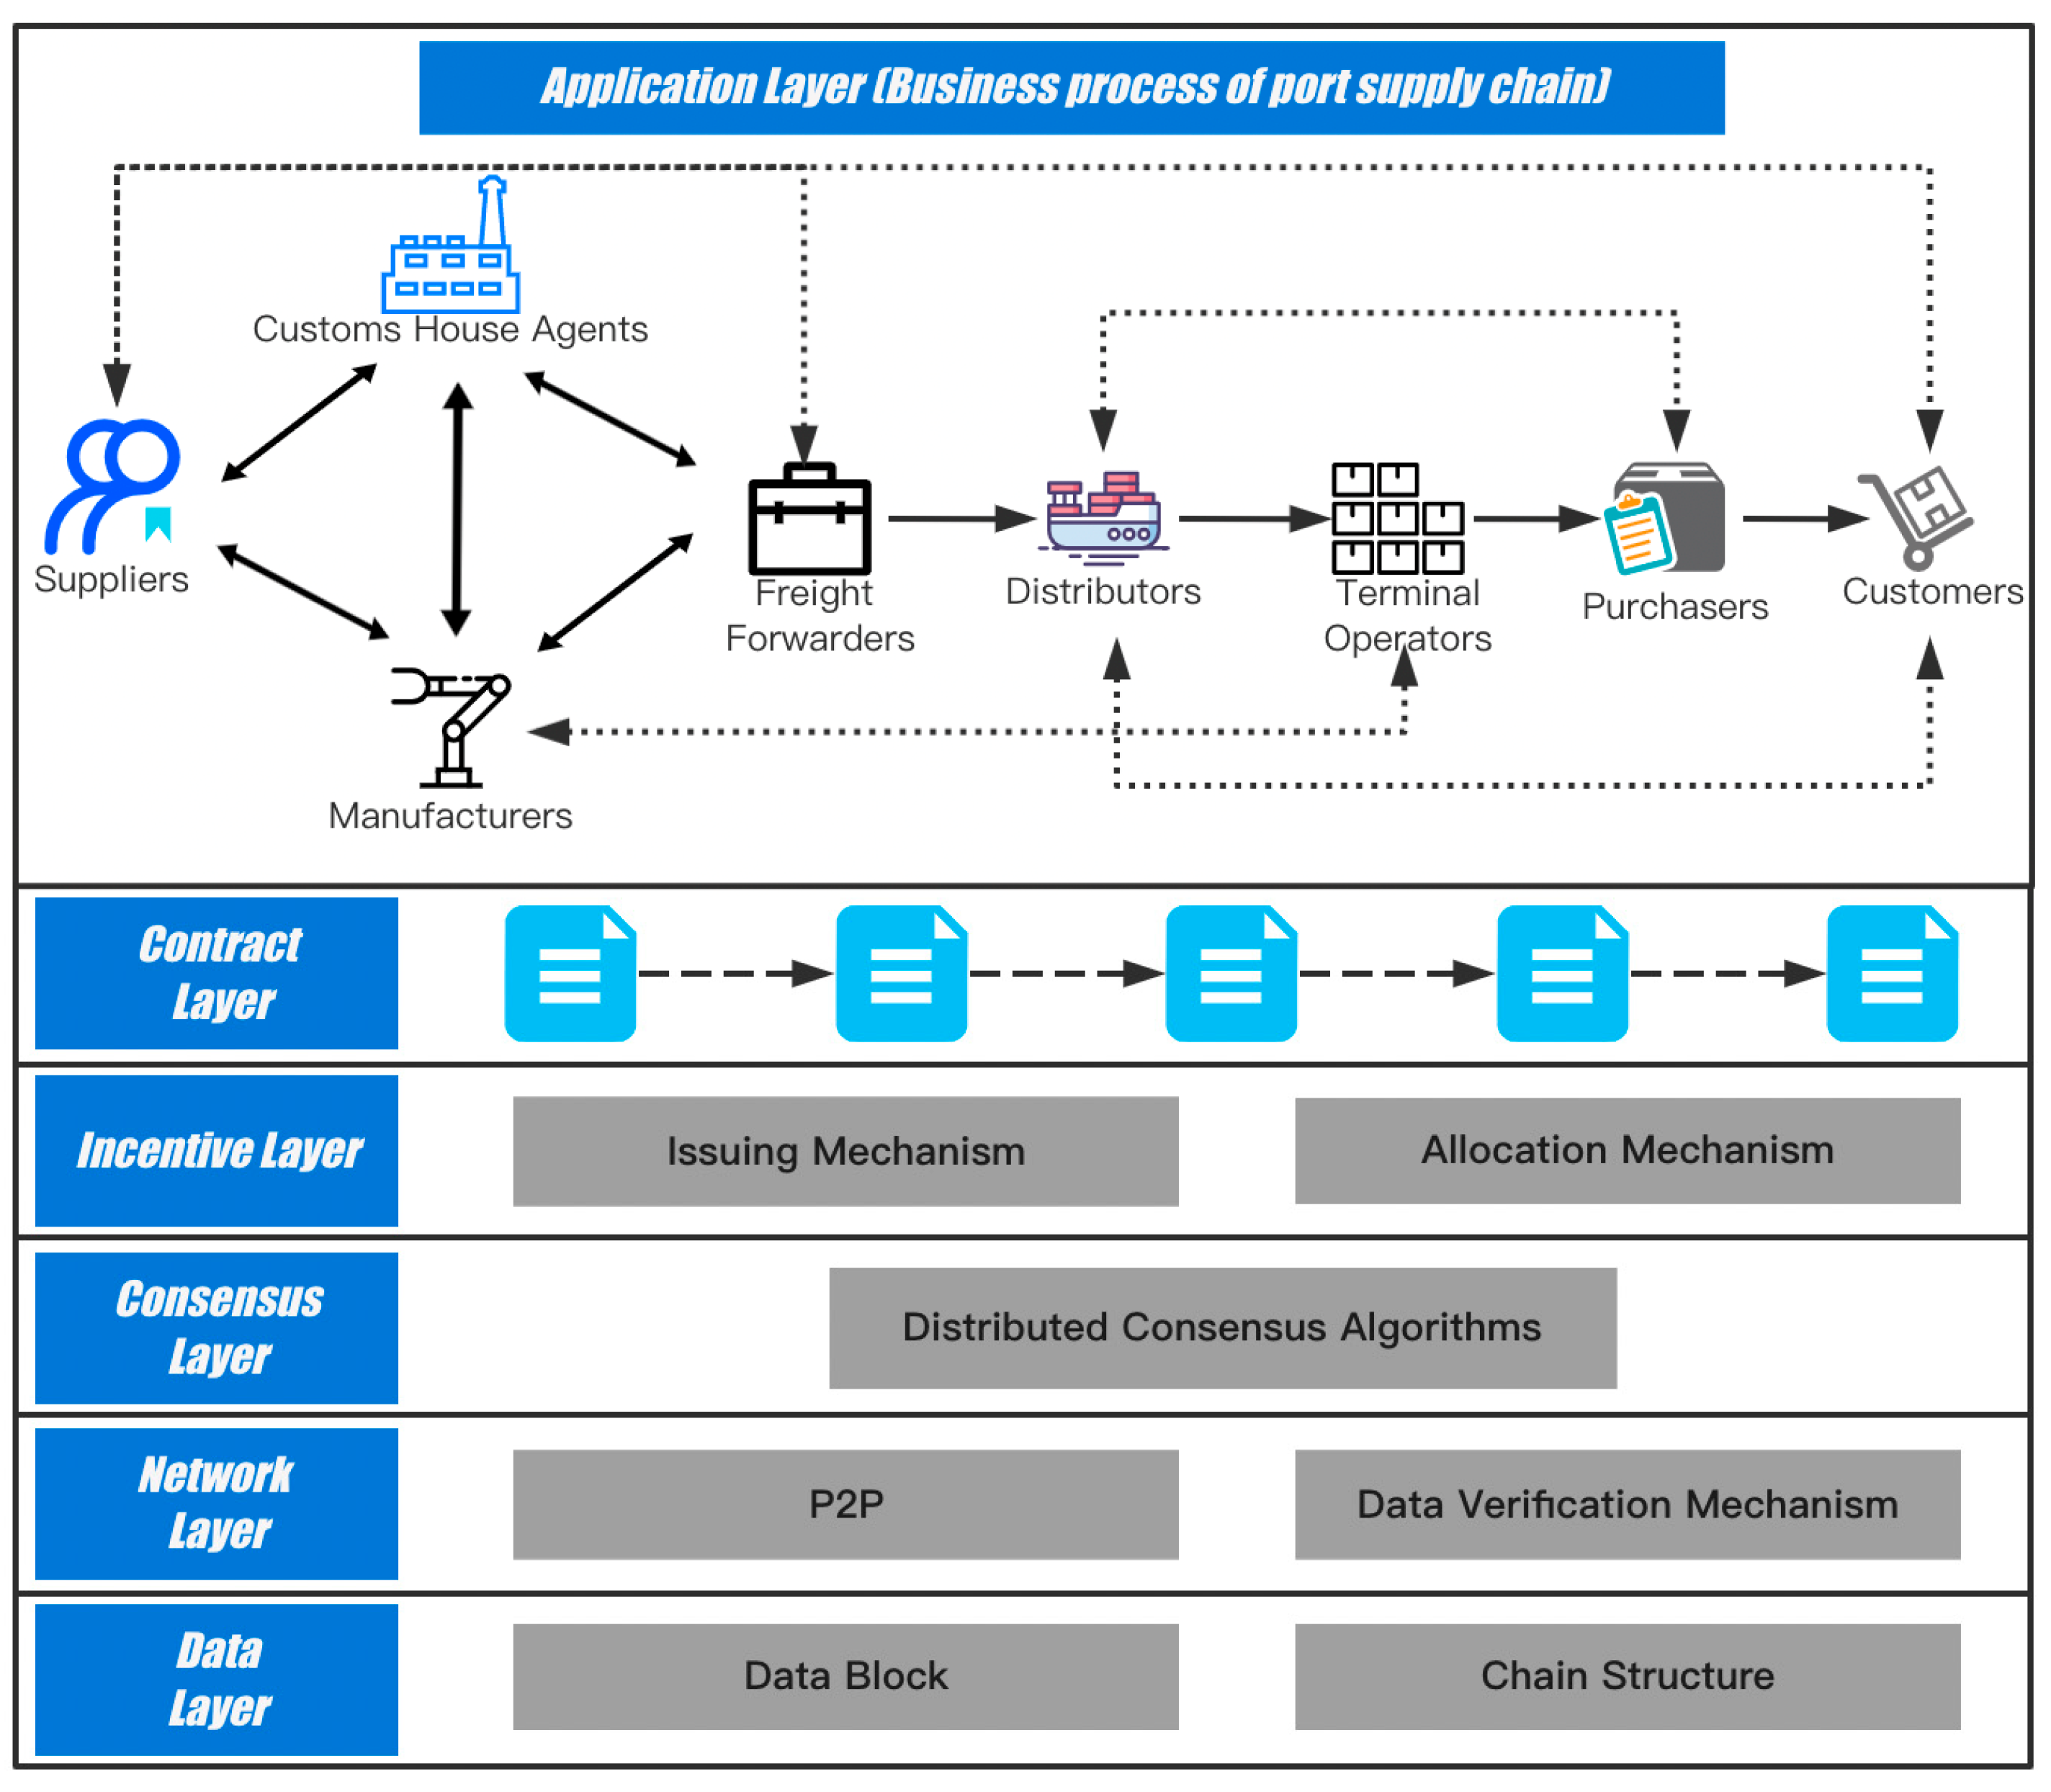 Application Layer (Business process of port supply chain)
Customs House Agents
Suppliers
Freight
Forwarders
Distributors
Terminal
Operators
Purchasers
Customers
Manufacturers
Contract
Layer
Incentive Layer
Issuing Mechanism
Allocation Mechanism
Consensus
Layer
Distributed Consensus Algorithms
Network
Layer
P2P
Data Verification Mechanism
Data
Layer
Data Block
Chain Structure